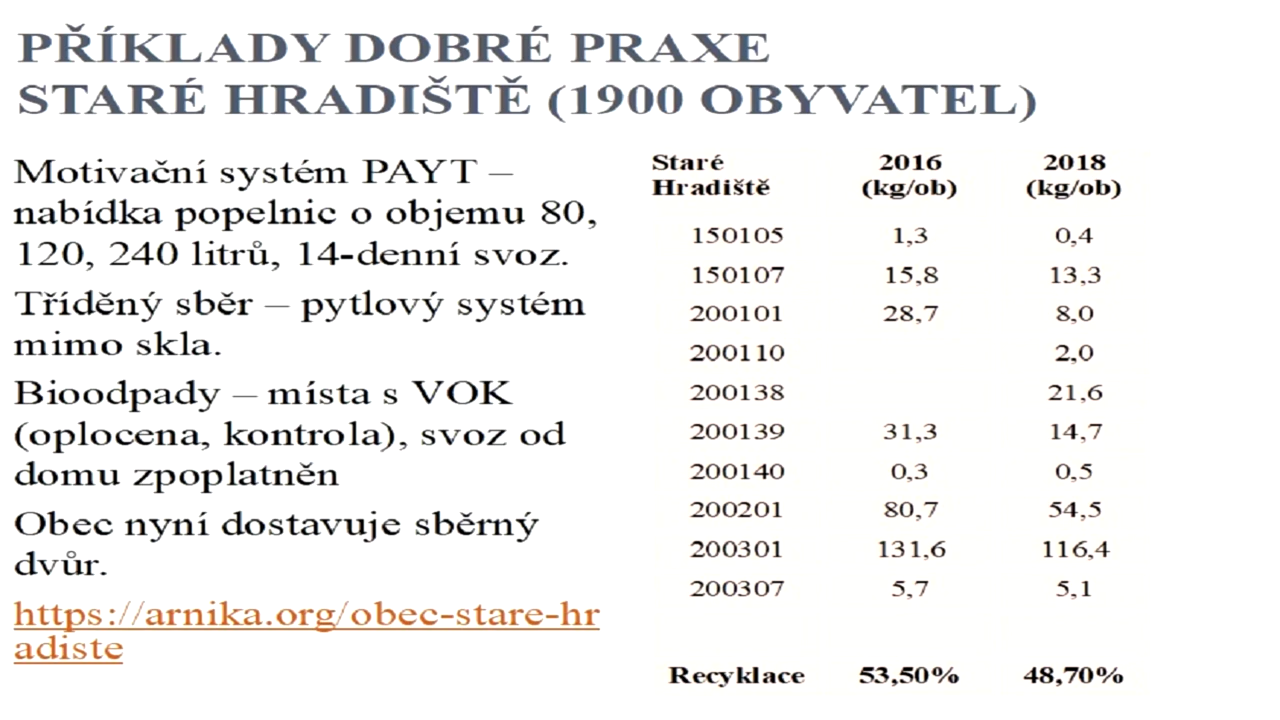 PŘÍKLADY DOBRÉ PRAXE
STARÉ HRADIŠTĚ (1900 OBYVATEL)
Motivační systém PAYT –
nabídka popelnic o objemu 80,
120, 240 litrů, 14-denní svoz.
Tříděný sběr – pytlový systém
mimo skla.
Bioodpady – místa s VOK
(oplocena, kontrola), svoz od
domu zpoplatněn
Obec nyní dostavuje sběrný
dvůr.
https://arnika.org/obec-stare-hr
adiste
Staré 2016 2018
Hradiště (kg/ob) (kg/ob)
150105 1,3 0,4
150107 15,8 13,3
200101 28,7 8,0
200110 2,0
200138 21,6
200139 31,3 14,7
200140 0,3 0,5
200201 80,7 54,5
200301 131,6 116,4
200307 5,7 5,1
Recyklace 53,50% 48,70%